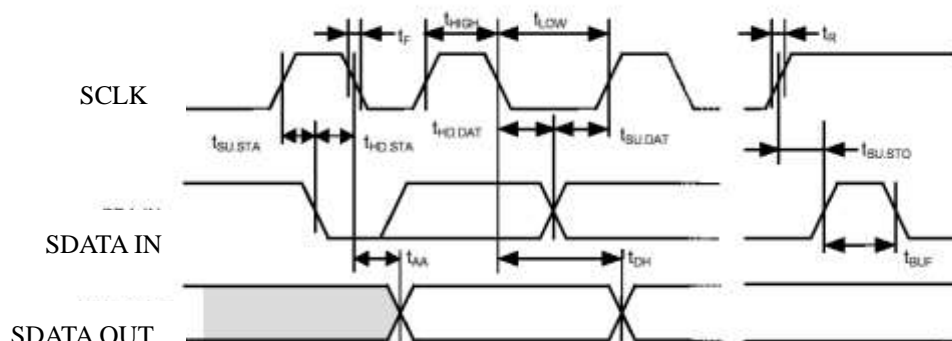 tHIGH
tLOW
tF
tR
SCLK
tSU.STA
tHD.STA
tHD.DAT
tSU.DAT
tSU.STO
SDATA IN
tAA
tDH
tBUF
SDATA OUT